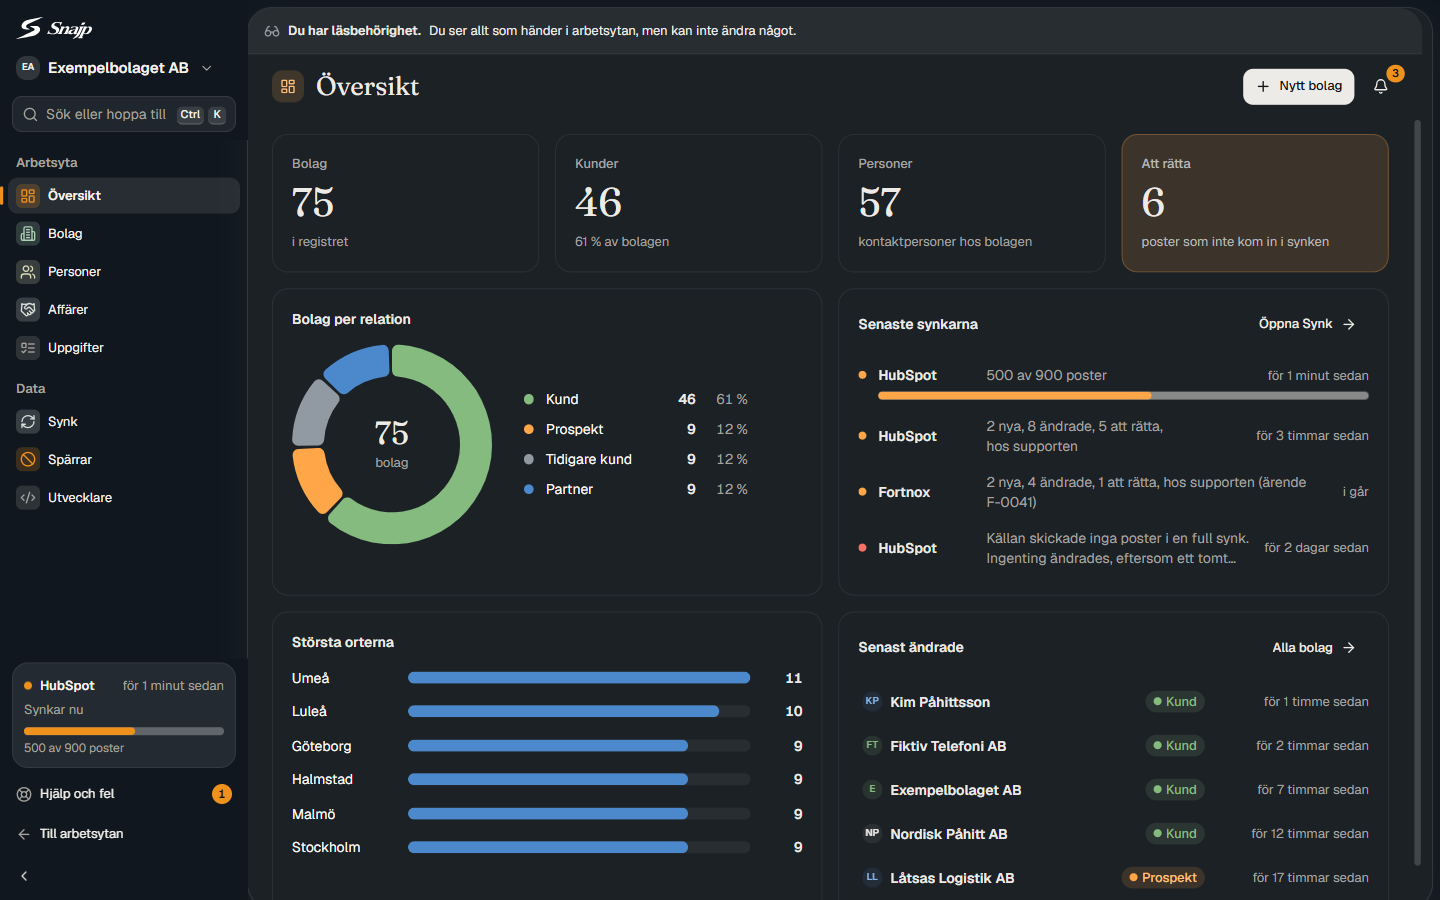 Snajp
EA Exempelbolaget AB
Sök eller hoppa till Ctrl K
Arbetsyta
Översikt
Bolag
Personer
Affärer
Uppgifter
Data
Synk
Spärrar
Utvecklare
HubSpot för 1 minut sedan
Synkar nu
500 av 900 poster
Hjälp och fel 1
Till arbetsytan
Du har läsbehörighet. Du ser allt som händer i arbetsytan, men kan inte ändra något.
Översikt
Nytt bolag
3
Bolag
75
i registret
Kunder
46
61 % av bolagen
Personer
57
kontaktpersoner hos bolagen
Att rätta
6
poster som inte kom in i synken
Bolag per relation
75
bolag
Kund 46 61 %
Prospekt 9 12 %
Tidigare kund 9 12 %
Partner 9 12 %
Senaste synkarna
Öppna Synk
HubSpot 500 av 900 poster för 1 minut sedan
HubSpot 2 nya, 8 ändrade, 5 att rätta, för 3 timmar sedan
hos supporten
Fortnox 2 nya, 4 ändrade, 1 att rätta, hos supporten (ärende i går
F-0041)
HubSpot Källan skickade inga poster i en full synk. för 2 dagar sedan
Ingenting ändrades, eftersom ett tomt…
Största orterna
Umeå 11
Luleå 10
Göteborg 9
Halmstad 9
Malmö 9
Stockholm 9
Senast ändrade
Alla bolag
KP Kim Påhittsson Kund för 1 timme sedan
FT Fiktiv Telefoni AB Kund för 2 timmar sedan
E Exempelbolaget AB Kund för 7 timmar sedan
NP Nordisk Påhitt AB Kund för 12 timmar sedan
LL Låtsas Logistik AB Prospekt för 17 timmar sedan